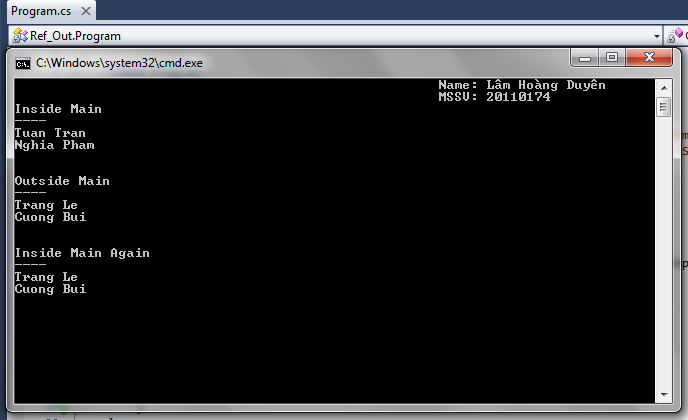 Program.cs
Ref_Out.Program
C:\Windows\system32\cmd.exe
Name: Lâm Hoàng Duyên
MSSV: 20110174
Inside Main
----
Tuan Tran
Nghia Pham
Outside Main
----
Trang Le
Cuong Bui
Inside Main Again
----
Trang Le
Cuong Bui